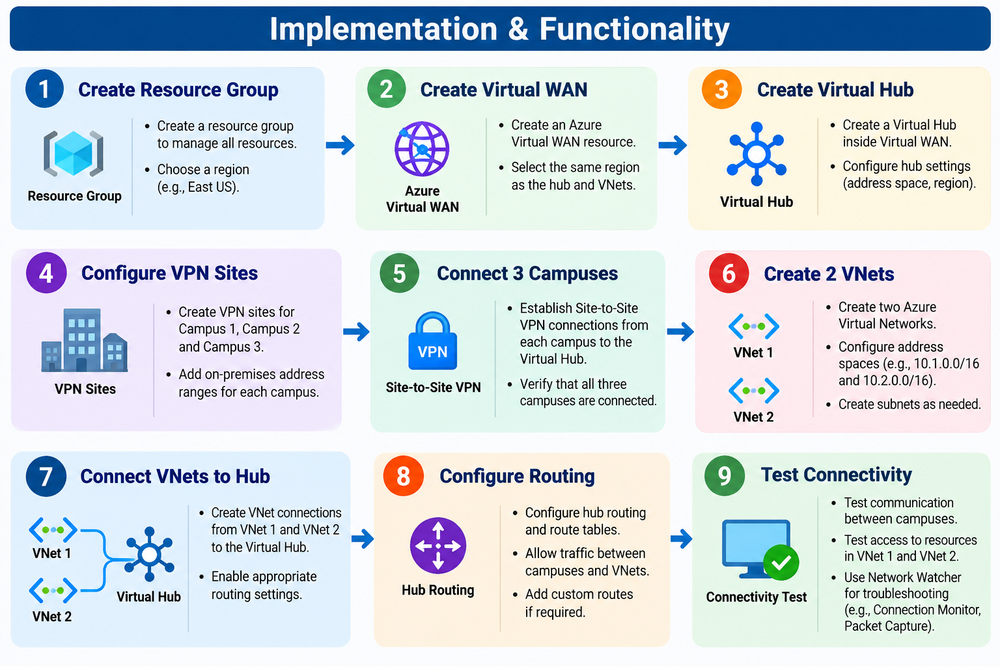 Implementation & Functionality
1
Create Resource Group
Resource Group
• Create a resource group
to manage all resources.
• Choose a region
(e.g., East US).
2
Create Virtual WAN
Azure
Virtual WAN
• Create an Azure
Virtual WAN resource.
• Select the same region
as the hub and VNets.
3
Create Virtual Hub
Virtual Hub
• Create a Virtual Hub
inside Virtual WAN.
• Configure hub settings
(address space, region).
4
Configure VPN Sites
VPN Sites
• Create VPN sites for
Campus 1, Campus 2
and Campus 3.
• Add on-premises address
ranges for each campus.
5
Connect 3 Campuses
VPN
Site-to-Site VPN
• Establish Site-to-Site
VPN connections from
each campus to the
Virtual Hub.
• Verify that all three
campuses are connected.
6
Create 2 VNets
VNet 1
VNet 2
• Create two Azure
Virtual Networks.
• Configure address
spaces (e.g., 10.1.0.0/16
and 10.2.0.0/16).
• Create subnets as needed.
7
Connect VNets to Hub
VNet 1
VNet 2
Virtual Hub
• Create VNet connections
from VNet 1 and VNet 2
to the Virtual Hub.
• Enable appropriate
routing settings.
8
Configure Routing
Hub Routing
• Configure hub routing
and route tables.
• Allow traffic between
campuses and VNets.
• Add custom routes
if required.
9
Test Connectivity
Connectivity Test
• Test communication
between campuses.
• Test access to resources
in VNet 1 and VNet 2.
• Use Network Watcher
for troubleshooting
(e.g., Connection Monitor,
Packet Capture).